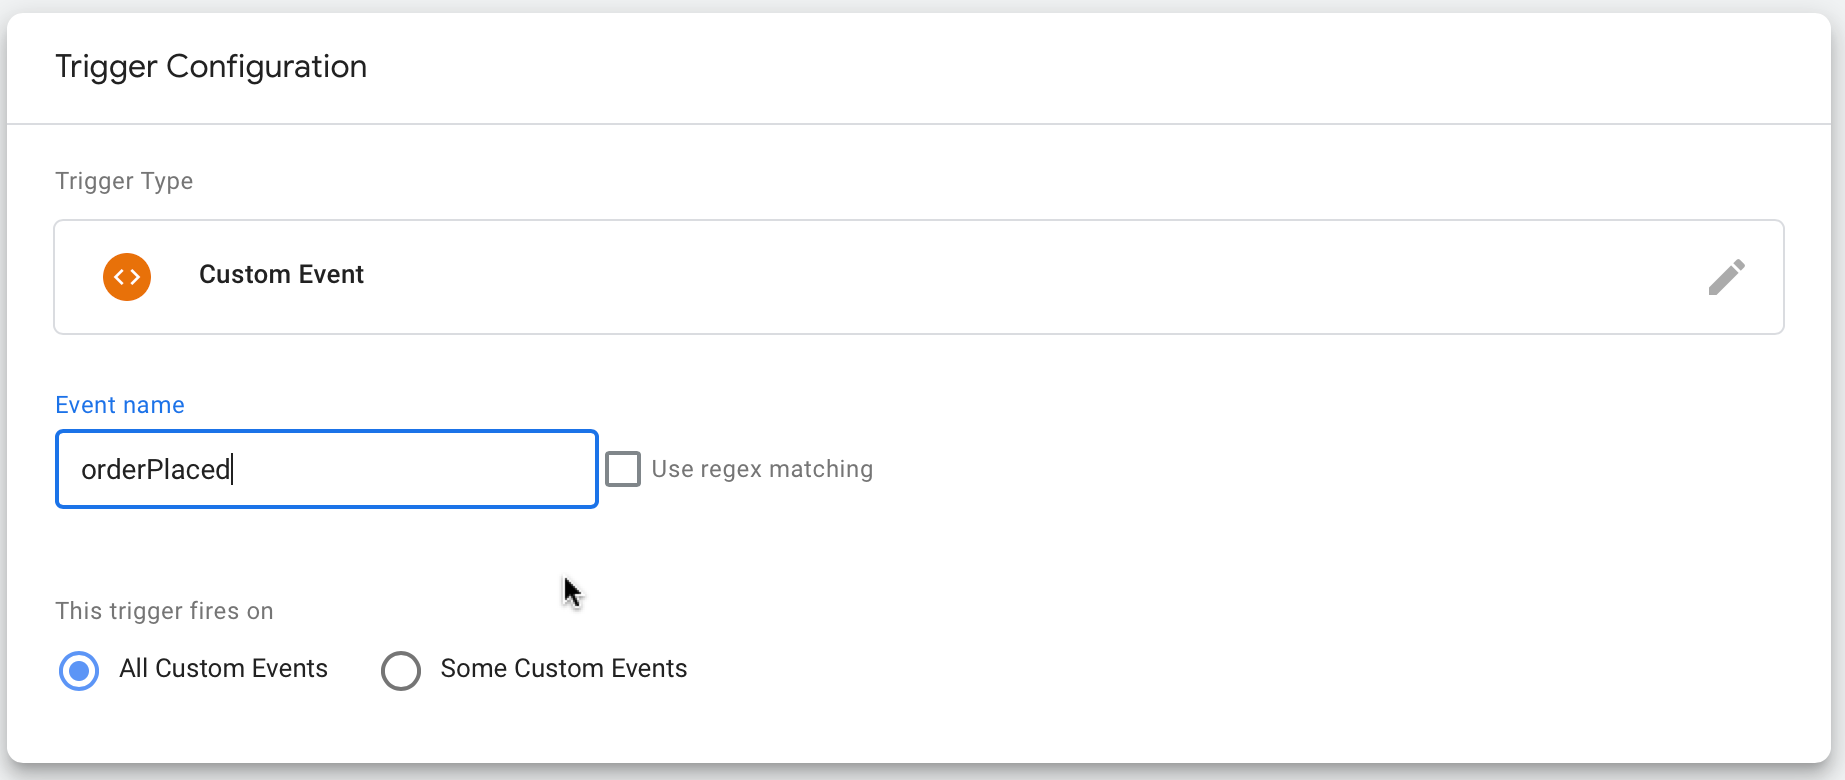 Trigger Configuration
Trigger Type
Custom Event
Event name
orderPlaced
Use regex matching
This trigger fires on
All Custom Events
Some Custom Events